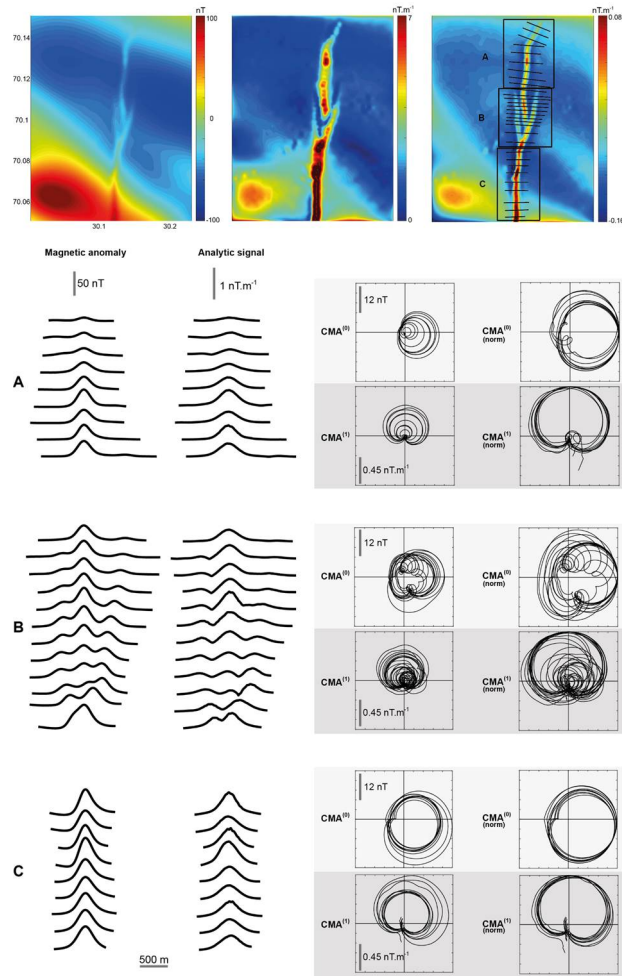 nT
100
70.14
70.12
70.1
0
70.08
70.06
-100
30.1
30.2
nT.m⁻¹
7
0
nT.m⁻¹
0.08
A
B
C
-0.10
Magnetic anomaly
Analytic signal
50 nT
1 nT.m⁻¹
A
12 nT
CMA⁽⁰⁾
CMA⁽⁰⁾
(norm)
CMA⁽¹⁾
CMA⁽¹⁾
(norm)
0.45 nT.m⁻¹
B
12 nT
CMA⁽⁰⁾
CMA⁽⁰⁾
(norm)
CMA⁽¹⁾
CMA⁽¹⁾
(norm)
0.45 nT.m⁻¹
C
12 nT
CMA⁽⁰⁾
CMA⁽⁰⁾
(norm)
CMA⁽¹⁾
CMA⁽¹⁾
(norm)
0.45 nT.m⁻¹
500 m